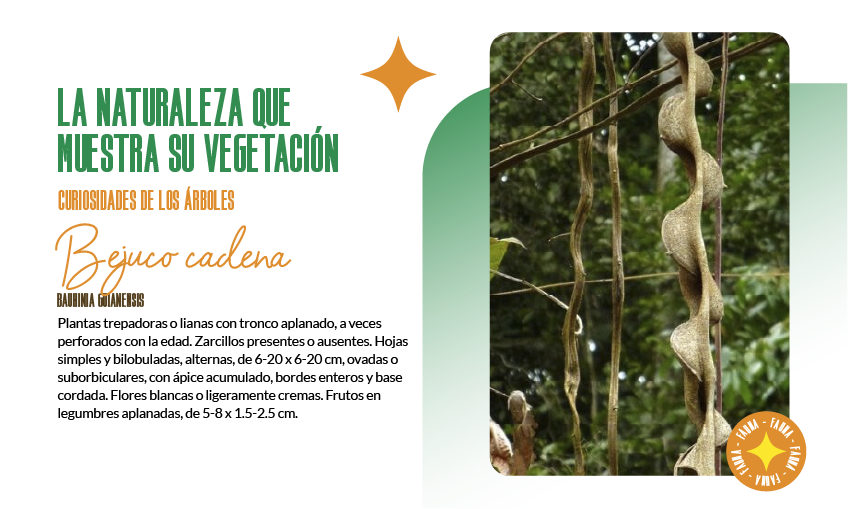 LA NATURALEZA QUE
MUESTRA SU VEGETACIÓN
CURIOSIDADES DE LOS ÁRBOLES
Bejuco cadena
BAUHINIA GUIANENSIS
Plantas trepadoras o lianas con tronco aplanado, a veces
perforados con la edad. Zarcillos presentes o ausentes. Hojas
simples y bilobuladas, alternas, de 6-20 x 6-20 cm, ovadas o
suborbiculares, con ápice acumulado, bordes enteros y base
cordada. Flores blancas o ligeramente cremas. Frutos en
legumbres aplanadas, de 5-8 x 1.5-2.5 cm.
FAUNA - FAUNA - FAUNA - FAUNA - FAUNA -